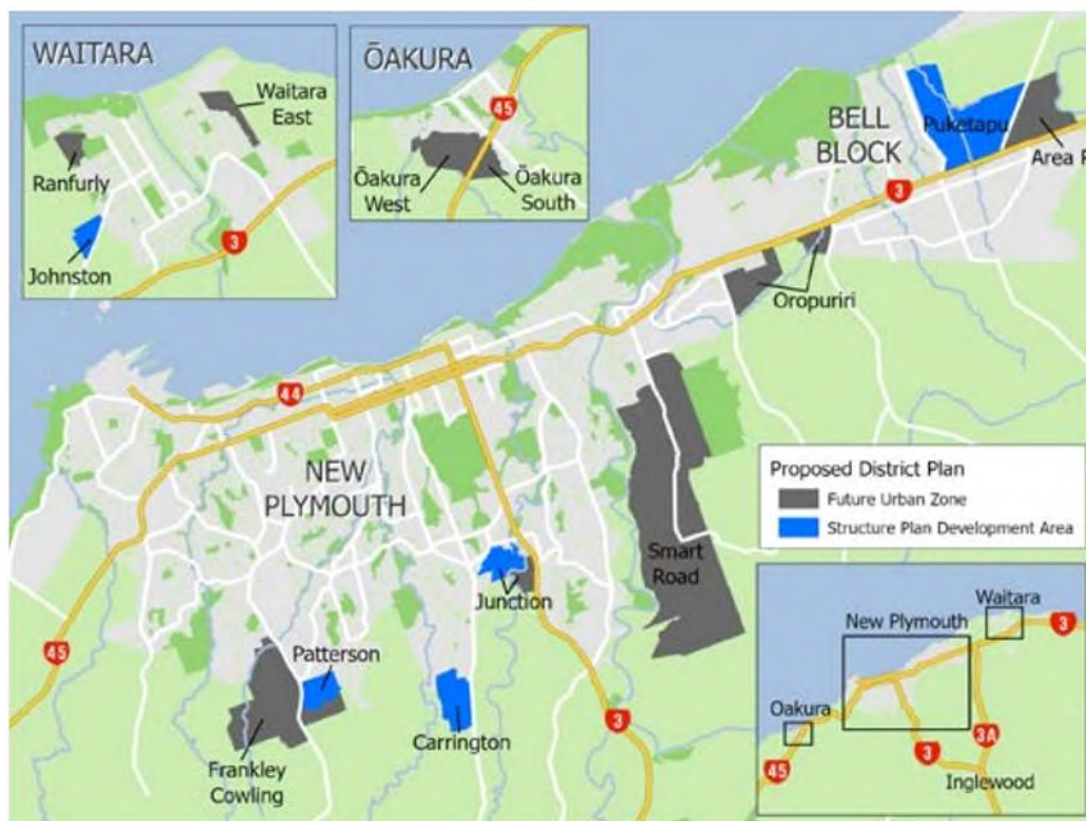 WAITARA
Waitara
East
Ranfurly
Johnston
3
ŌAKURA
45
Ōakura
West
Ōakura
South
BELL
BLOCK
Puketapu
Area R
3
Oropuriri
44
NEW
PLYMOUTH
Smart
Road
Junction
Patterson
Carrington
Frankley
Cowling
45
3
Proposed District Plan
Future Urban Zone
Structure Plan Development Area
Waitara
New Plymouth
3
Oakura
3A
45
3
Inglewood